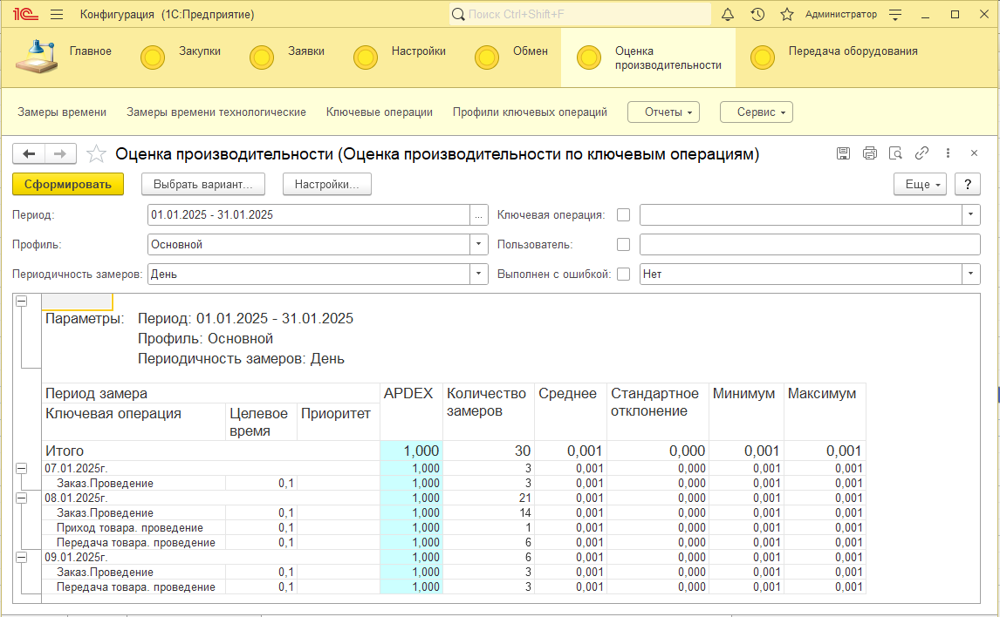 1С Конфигурация (1С:Предприятие) Поиск Ctrl+Shift+F Администратор
Главное Закупки Заявки Настройки Обмен Оценка производительности Передача оборудования
Замеры времени Замеры времени технологические Ключевые операции Профили ключевых операций Отчеты Сервис
Оценка производительности (Оценка производительности по ключевым операциям)
Сформировать Выбрать вариант... Настройки... Еще ?
Период: 01.01.2025 - 31.01.2025 ... Ключевая операция:
Профиль: Основной Пользователь:
Периодичность замеров: День Выполнен с ошибкой: Нет
Параметры: Период: 01.01.2025 - 31.01.2025
Профиль: Основной
Периодичность замеров: День
Период замера APDEX Количество замеров Среднее Стандартное отклонение Минимум Максимум
Ключевая операция Целевое время Приоритет
Итого 1,000 30 0,001 0,000 0,001 0,001
07.01.2025г. 1,000 3 0,001 0,000 0,001 0,001
Заказ.Проведение 0,1 1,000 3 0,001 0,000 0,001 0,001
08.01.2025г. 1,000 21 0,001 0,000 0,001 0,001
Заказ.Проведение 0,1 1,000 14 0,001 0,000 0,001 0,001
Приход товара. проведение 0,1 1,000 1 0,001 0,000 0,001 0,001
Передача товара. проведение 0,1 1,000 6 0,001 0,000 0,001 0,001
09.01.2025г. 1,000 6 0,001 0,000 0,001 0,001
Заказ.Проведение 0,1 1,000 3 0,001 0,000 0,001 0,001
Передача товара. проведение 0,1 1,000 3 0,001 0,000 0,001 0,001